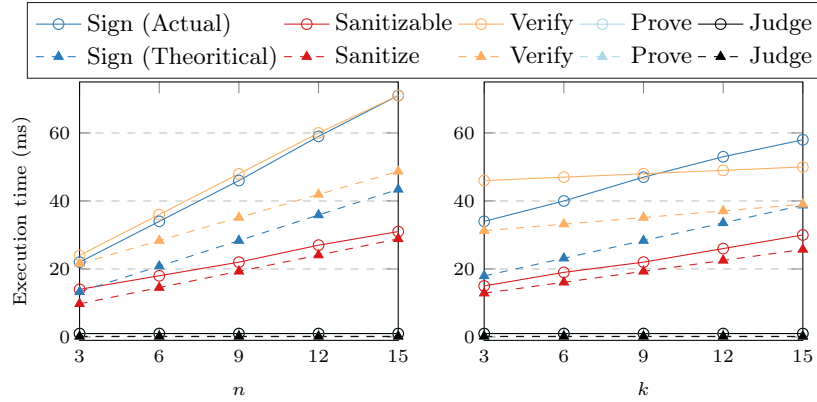 Sign (Actual) Sanitizable Verify Prove Judge
Sign (Theoritical) Sanitize Verify Prove Judge
Execution time (ms)
60
40
20
0
3 6 9 12 15
n
60
40
20
0
3 6 9 12 15
k